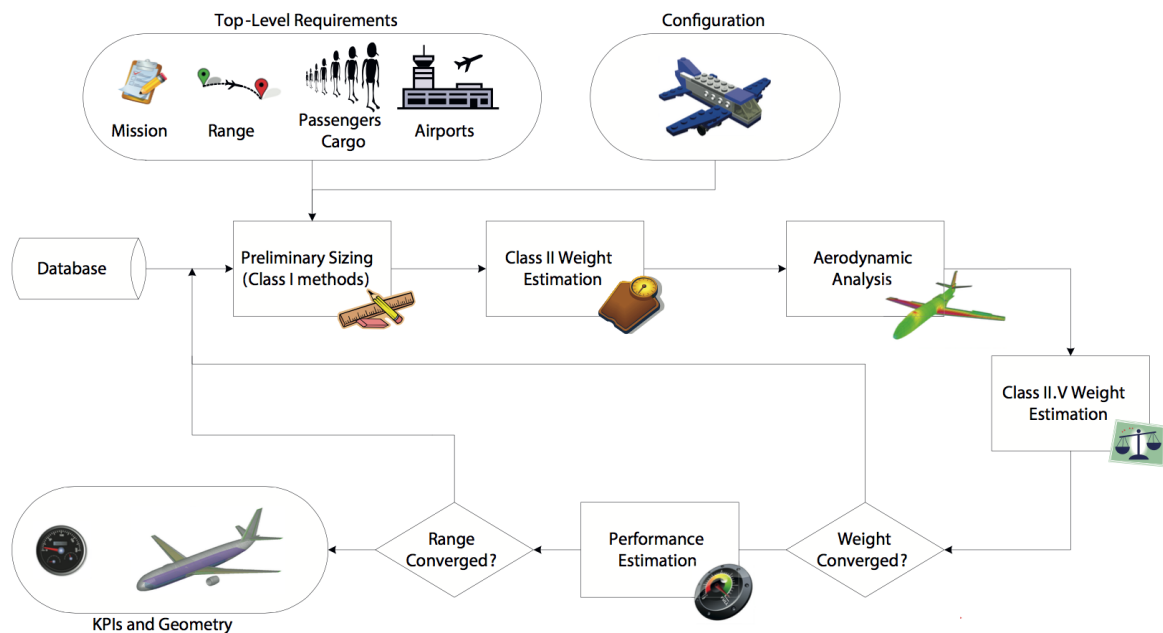 Top-Level Requirements
Configuration
Mission
Range
Passengers
Cargo
Airports
Database
Preliminary Sizing
(Class I methods)
Class II Weight
Estimation
Aerodynamic
Analysis
Class II.V Weight
Estimation
Range
Converged?
Performance
Estimation
Weight
Converged?
KPIs and Geometry